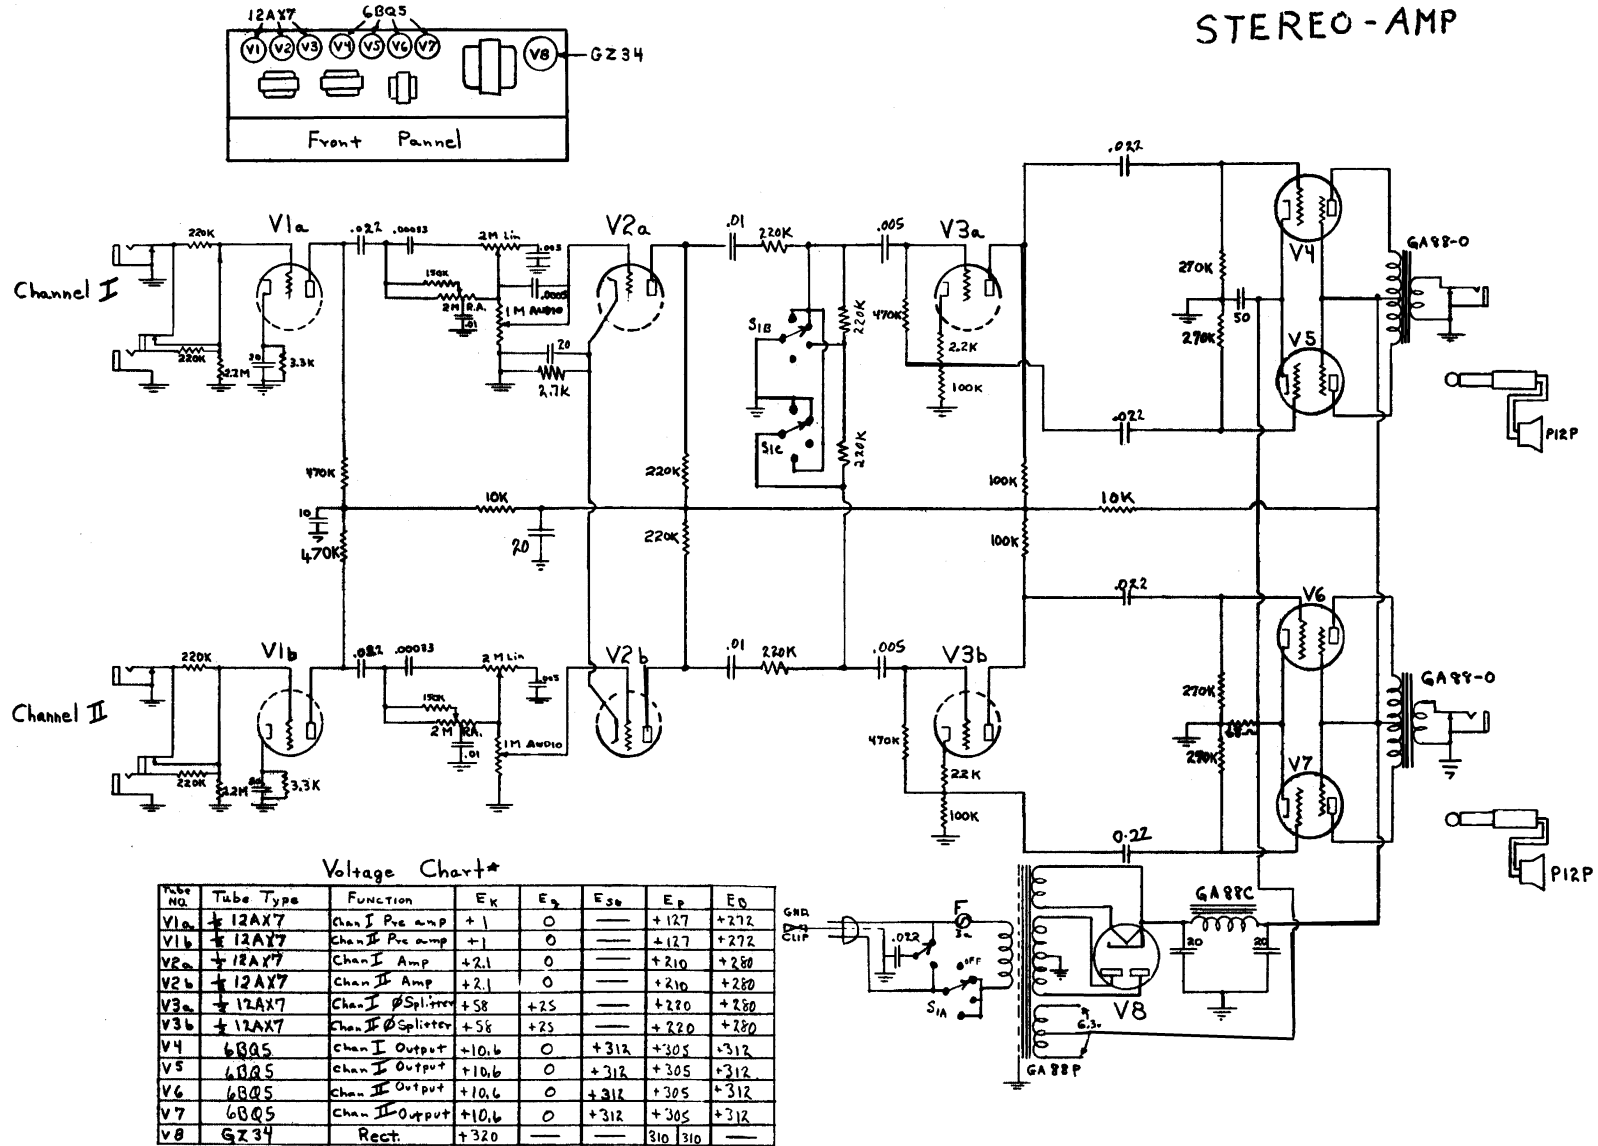 STEREO-AMP
12AX7 6BQ5
V1 V2 V3 V4 V5 V6 V7 V8
GZ34
Front Pannel
Channel I
220K
220K
2.2M
V1a
20
3.3K
.022
.00033
2M Lin
.005
150K
2M R.A.
.01
.0005
1M AUDIO
20
2.7K
V2a
.01
220K
S1B
S1C
220K
220K
.005
470K
V3a
2.2K
100K
.022
.022
270K
270K
50
V4
V5
GA88-0
P12P
470K
10
470K
10K
20
220K
220K
100K
100K
10K
Channel II
220K
220K
2.2M
V1b
3.3K
.022
.00033
2M Lin
.005
150K
2M R.A.
.01
1M AUDIO
V2b
.01
220K
.005
470K
V3b
22K
100K
.022
0.22
270K
270K
V6
V7
GA88-0
P12P
GND
CLIP
.022
F
3a
OFF
S1A
GA88P
6.3v
V8
GA88C
20
20
Voltage Chart*
Tube NO. Tube Type FUNCTION EK Eg ESG EP EB
V1a ½ 12AX7 Chan I Pre amp +1 0 — +127 +272
V1b ½ 12AX7 Chan II Pre amp +1 0 — +127 +272
V2a ½ 12AX7 Chan I Amp +2.1 0 — +210 +280
V2b ½ 12AX7 Chan II Amp +2.1 0 — +210 +280
V3a ½ 12AX7 Chan I ØSplitter +58 +25 — +220 +280
V3b ½ 12AX7 Chan II ØSplitter +58 +25 — +220 +280
V4 6BQ5 Chan I Output +10.6 0 +312 +305 +312
V5 6BQ5 Chan I Output +10.6 0 +312 +305 +312
V6 6BQ5 Chan II Output +10.6 0 +312 +305 +312
V7 6BQ5 Chan II Output +10.6 0 +312 +305 +312
V8 GZ34 Rect. +320 — — 310 310 —